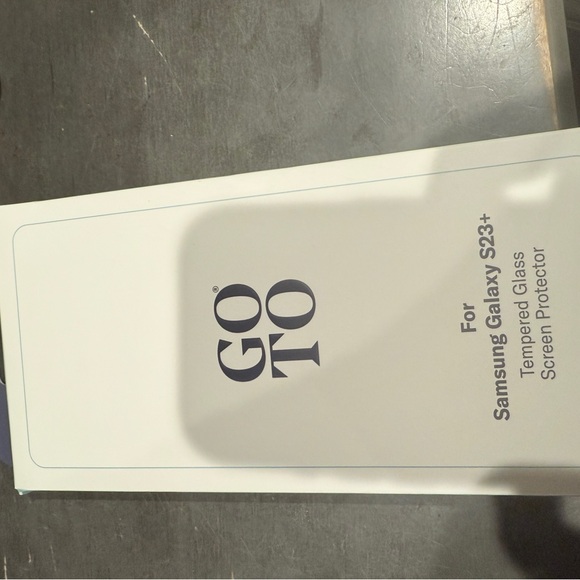 GO®
TO
For
Samsung Galaxy S23+
Tempered Glass
Screen Protector